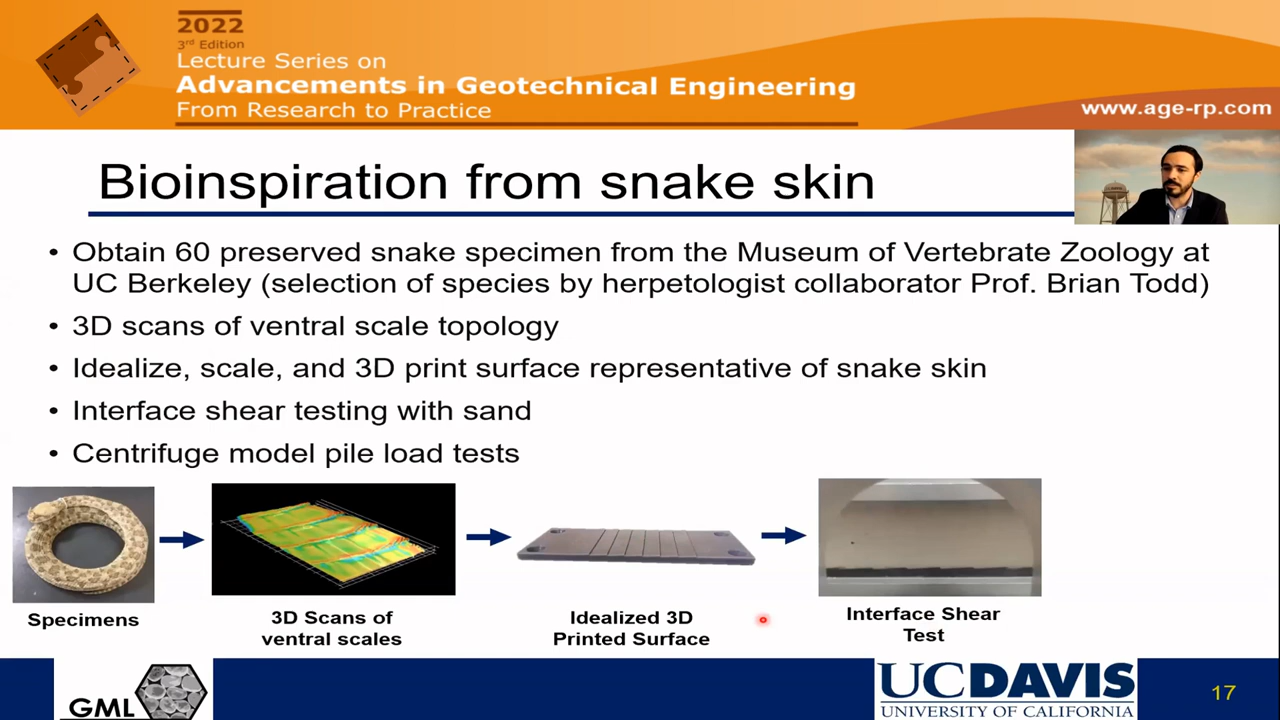 2022
3rd Edition
Lecture Series on
Advancements in Geotechnical Engineering
From Research to Practice
www.age-rp.com
Bioinspiration from snake skin
• Obtain 60 preserved snake specimen from the Museum of Vertebrate Zoology at
UC Berkeley (selection of species by herpetologist collaborator Prof. Brian Todd)
• 3D scans of ventral scale topology
• Idealize, scale, and 3D print surface representative of snake skin
• Interface shear testing with sand
• Centrifuge model pile load tests
Specimens
3D Scans of
ventral scales
Idealized 3D
Printed Surface
Interface Shear
Test
GML
UC DAVIS
UNIVERSITY OF CALIFORNIA
17